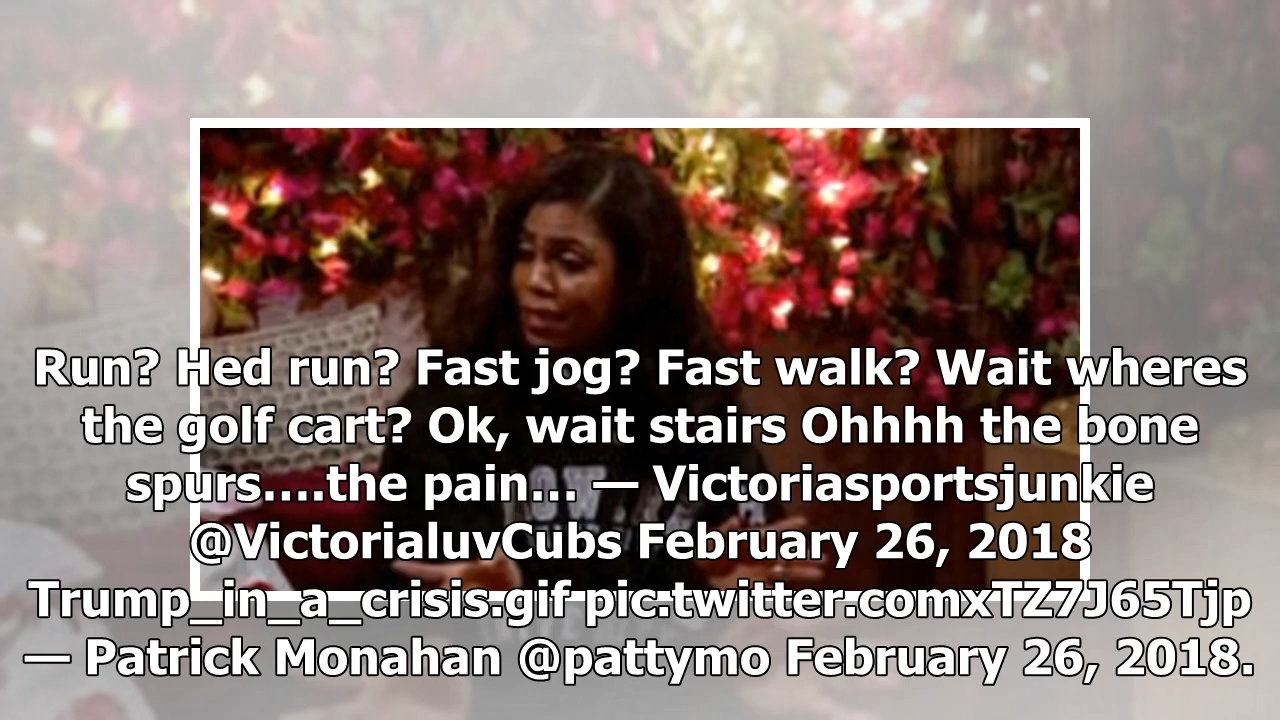 Run? Hed run? Fast jog? Fast walk? Wait wheres
the golf cart? Ok, wait stairs Ohhhh the bone
spurs....the pain... — Victoriasportsjunkie
@VictorialuvCubs February 26, 2018
Trump_in_a_crisis.gif pic.twitter.comxTZ7J65Tjp
— Patrick Monahan @pattymo February 26, 2018.